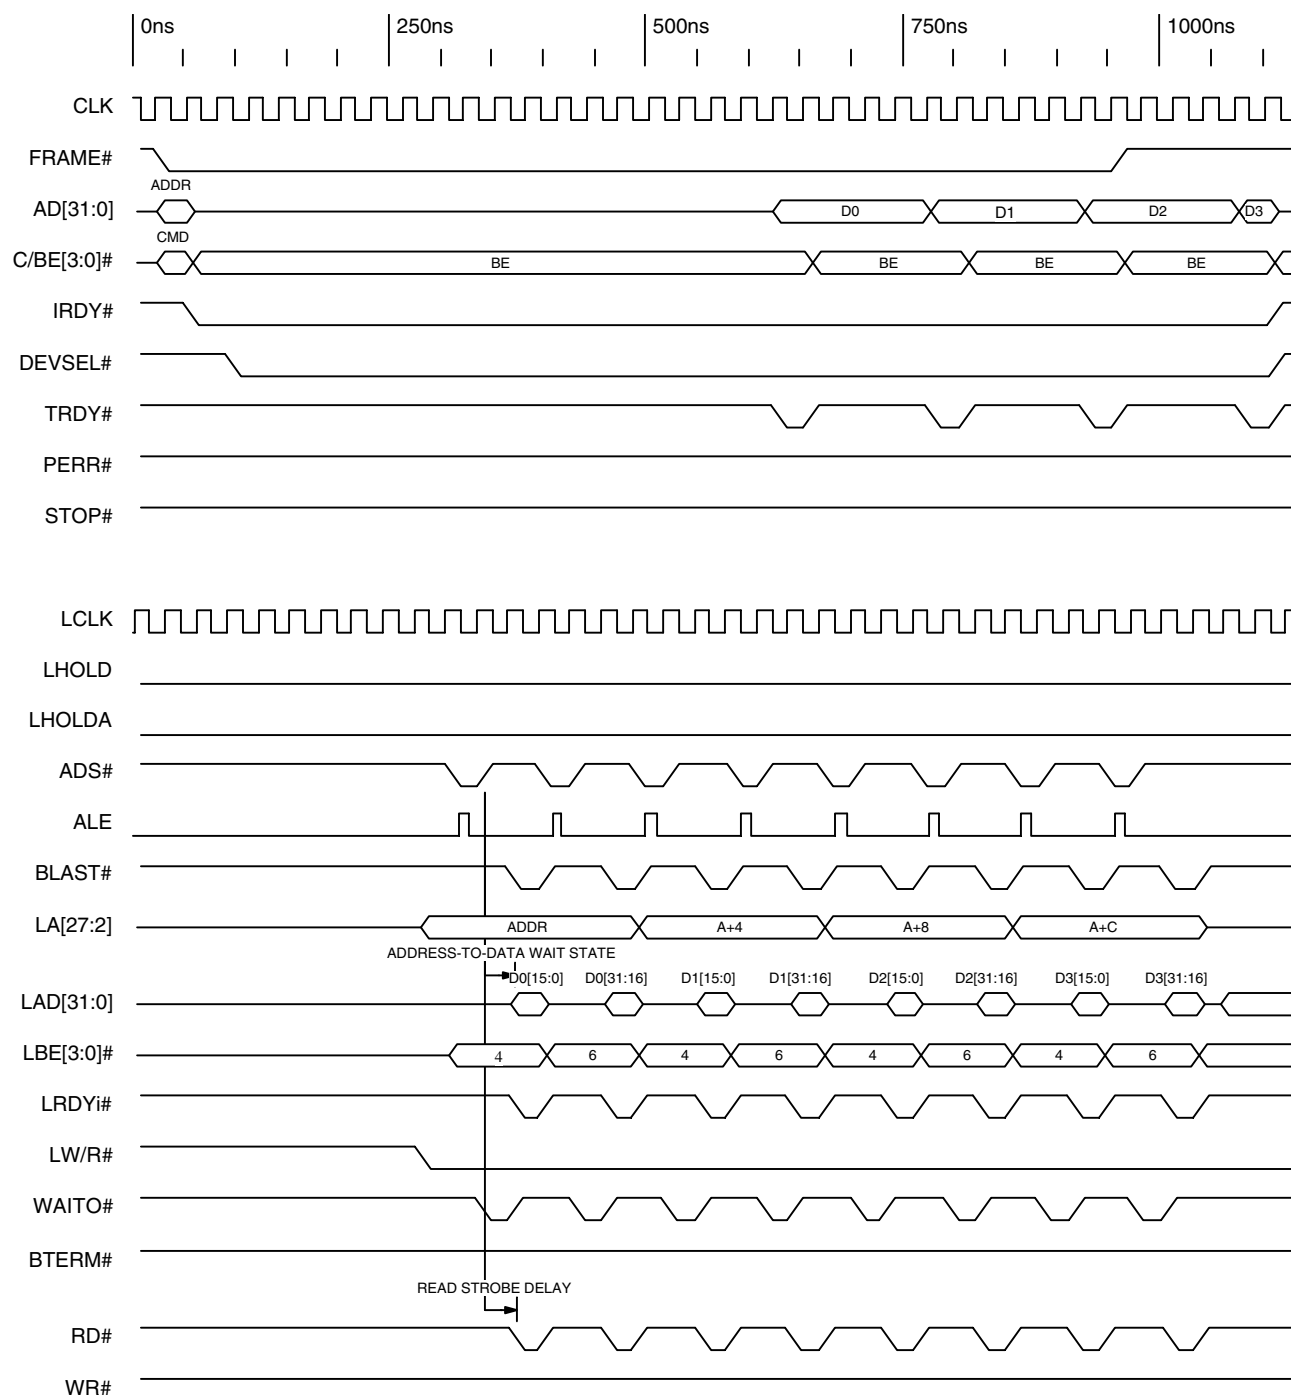 0ns 250ns 500ns 750ns 1000ns
CLK
FRAME#
ADDR
AD[31:0] D0 D1 D2 D3
CMD
C/BE[3:0]# BE BE BE BE
IRDY#
DEVSEL#
TRDY#
PERR#
STOP#
LCLK
LHOLD
LHOLDA
ADS#
ALE
BLAST#
LA[27:2] ADDR A+4 A+8 A+C
ADDRESS-TO-DATA WAIT STATE
D0[15:0] D0[31:16] D1[15:0] D1[31:16] D2[15:0] D2[31:16] D3[15:0] D3[31:16]
LAD[31:0]
LBE[3:0]# 4 6 4 6 4 6 4 6
LRDYi#
LW/R#
WAITO#
BTERM#
READ STROBE DELAY
RD#
WR#